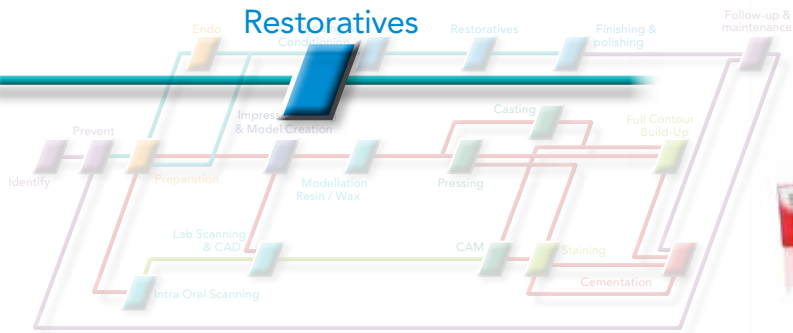 Restoratives
Endo
Conditioning
Restoratives
Finishing &
polishing
Follow-up &
maintenance
Casting
Impress
& Model Creation
Full Contour
Build-Up
Prevent
Identify
Preparation
Modellation
Resin / Wax
Pressing
Lab Scanning
& CAD
CAM
Staining
Cementation
Intra Oral Scanning